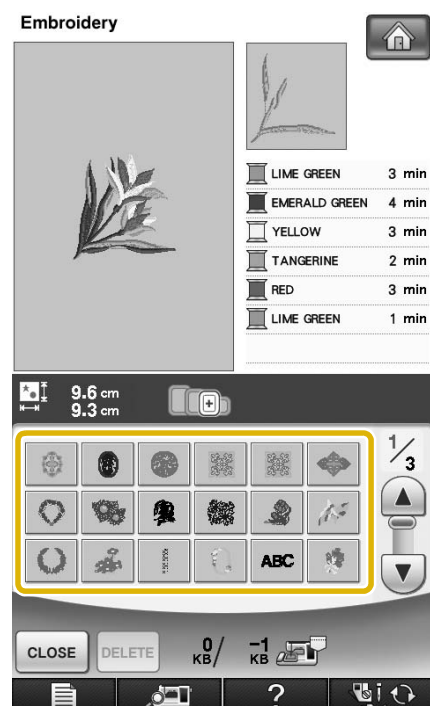 Embroidery
LIME GREEN 3 min
EMERALD GREEN 4 min
YELLOW 3 min
TANGERINE 2 min
RED 3 min
LIME GREEN 1 min
9.6 cm
9.3 cm
1/3
ABC
CLOSE DELETE 0 KB/ -1 KB
? i